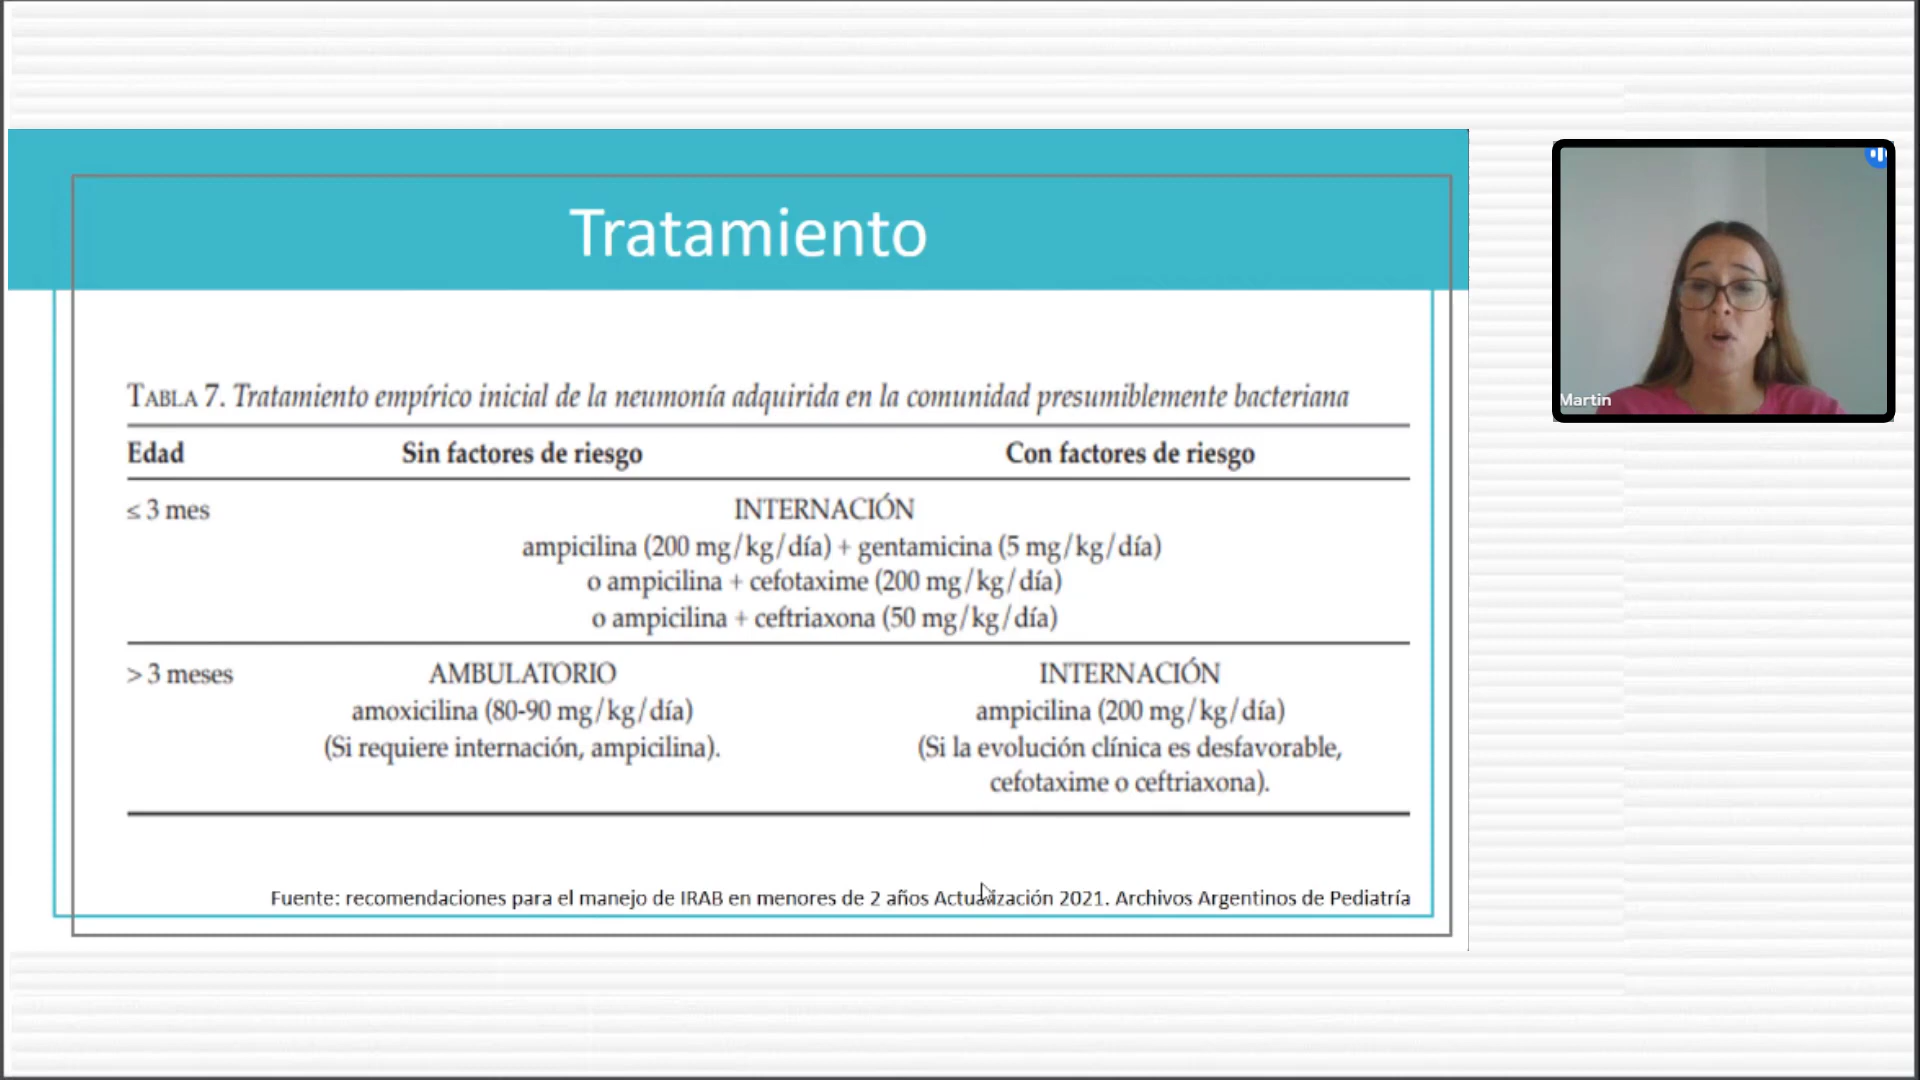 Tratamiento
TABLA 7. Tratamiento empírico inicial de la neumonía adquirida en la comunidad presumiblemente bacteriana
Edad Sin factores de riesgo Con factores de riesgo
≤ 3 mes INTERNACIÓN
ampicilina (200 mg/kg/día) + gentamicina (5 mg/kg/día)
o ampicilina + cefotaxime (200 mg/kg/día)
o ampicilina + ceftriaxona (50 mg/kg/día)
> 3 meses AMBULATORIO INTERNACIÓN
amoxicilina (80-90 mg/kg/día) ampicilina (200 mg/kg/día)
(Si requiere internación, ampicilina). (Si la evolución clínica es desfavorable,
cefotaxime o ceftriaxona).
Fuente: recomendaciones para el manejo de IRAB en menores de 2 años Actualización 2021. Archivos Argentinos de Pediatría
Martin